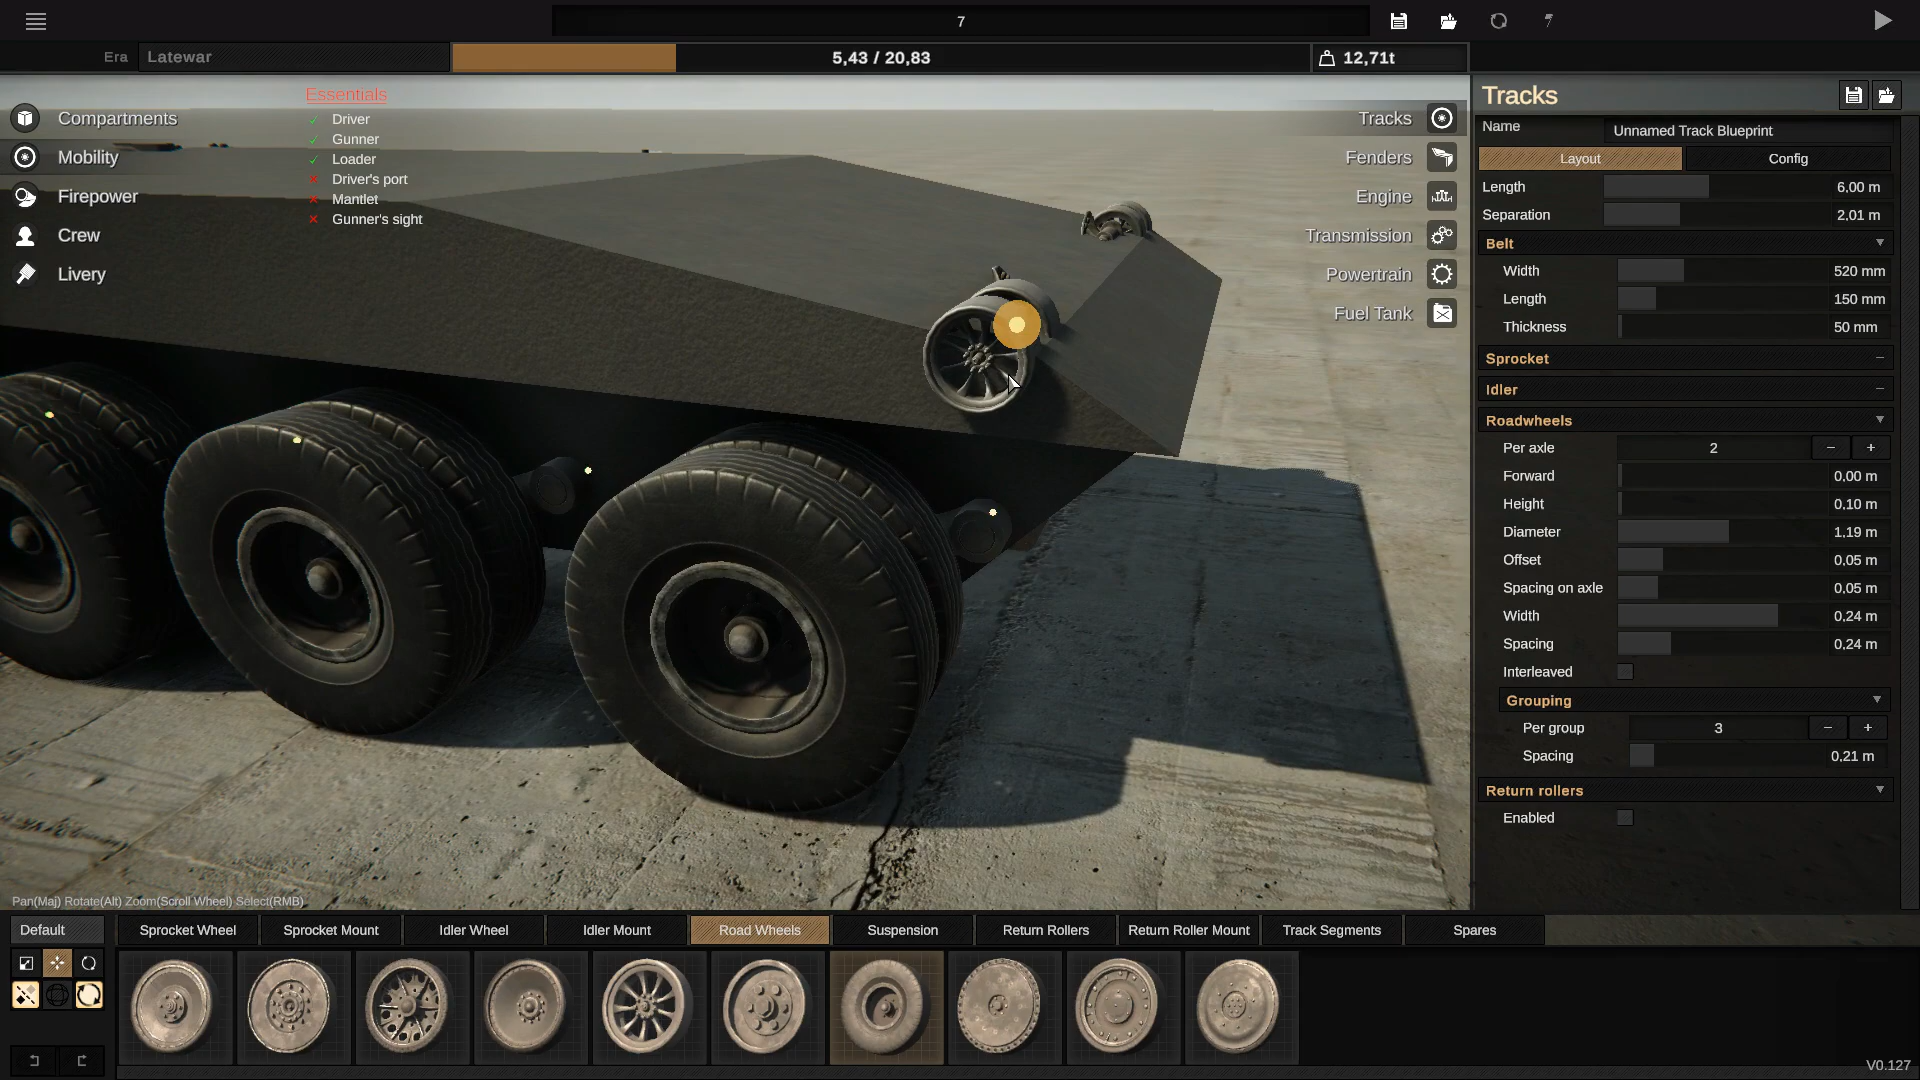 7
Era
Latewar
5,43 / 20,83
12,71t
Essentials
Driver
Gunner
Loader
Driver's port
Mantlet
Gunner's sight
Compartments
Mobility
Firepower
Crew
Livery
Tracks
Fenders
Engine
Transmission
Powertrain
Fuel Tank
Tracks
Name
Unnamed Track Blueprint
Layout
Config
Length
6,00 m
Separation
2,01 m
Belt
Width
520 mm
Length
150 mm
Thickness
50 mm
Sprocket
Idler
Roadwheels
Per axle
2
−
+
Forward
0,00 m
Height
0,10 m
Diameter
1,19 m
Offset
0,05 m
Spacing on axle
0,05 m
Width
0,24 m
Spacing
0,24 m
Interleaved
Grouping
Per group
3
−
+
Spacing
0,21 m
Return rollers
Enabled
Pan(Maj) Rotate(Alt) Zoom(Scroll Wheel) Select(RMB)
Default
Sprocket Wheel
Sprocket Mount
Idler Wheel
Idler Mount
Road Wheels
Suspension
Return Rollers
Return Roller Mount
Track Segments
Spares
V0.127